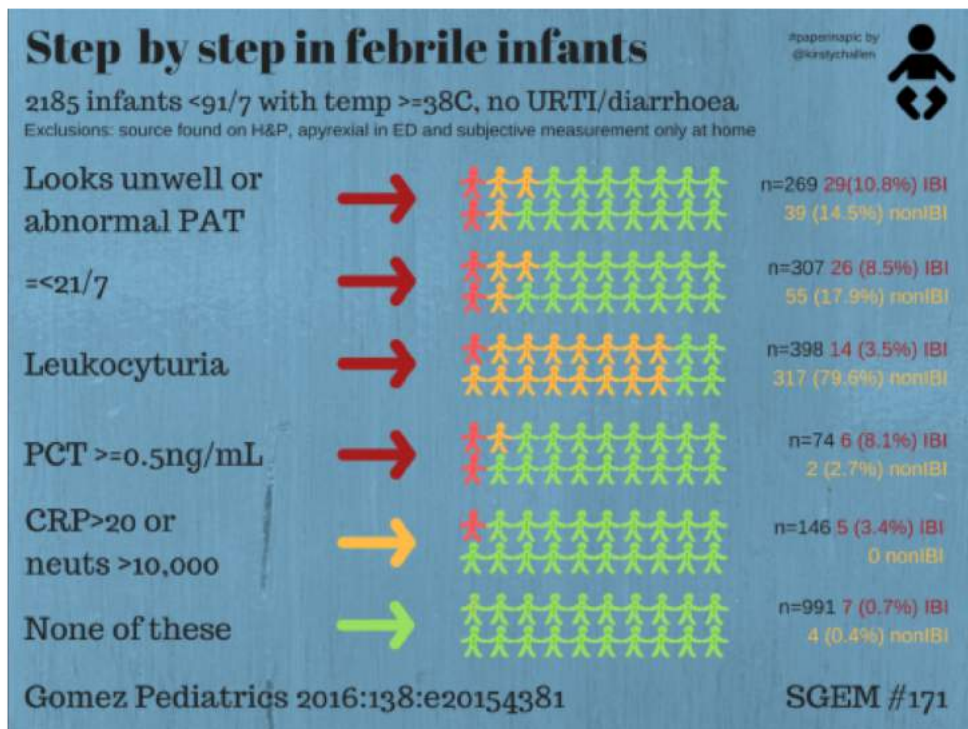 Step by step in febrile infants
#paperinapic by
@kirstychallen
2185 infants <91/7 with temp >=38C, no URTI/diarrhoea
Exclusions: source found on H&P, apyrexial in ED and subjective measurement only at home
Looks unwell or
abnormal PAT
n=269 29(10.8%) IBI
39 (14.5%) nonIBI
=<21/7
n=307 26 (8.5%) IBI
55 (17.9%) nonIBI
Leukocyturia
n=398 14 (3.5%) IBI
317 (79.6%) nonIBI
PCT >=0.5ng/mL
n=74 6 (8.1%) IBI
2 (2.7%) nonIBI
CRP>20 or
neuts >10,000
n=146 5 (3.4%) IBI
0 nonIBI
None of these
n=991 7 (0.7%) IBI
4 (0.4%) nonIBI
Gomez Pediatrics 2016:138:e20154381
SGEM #171